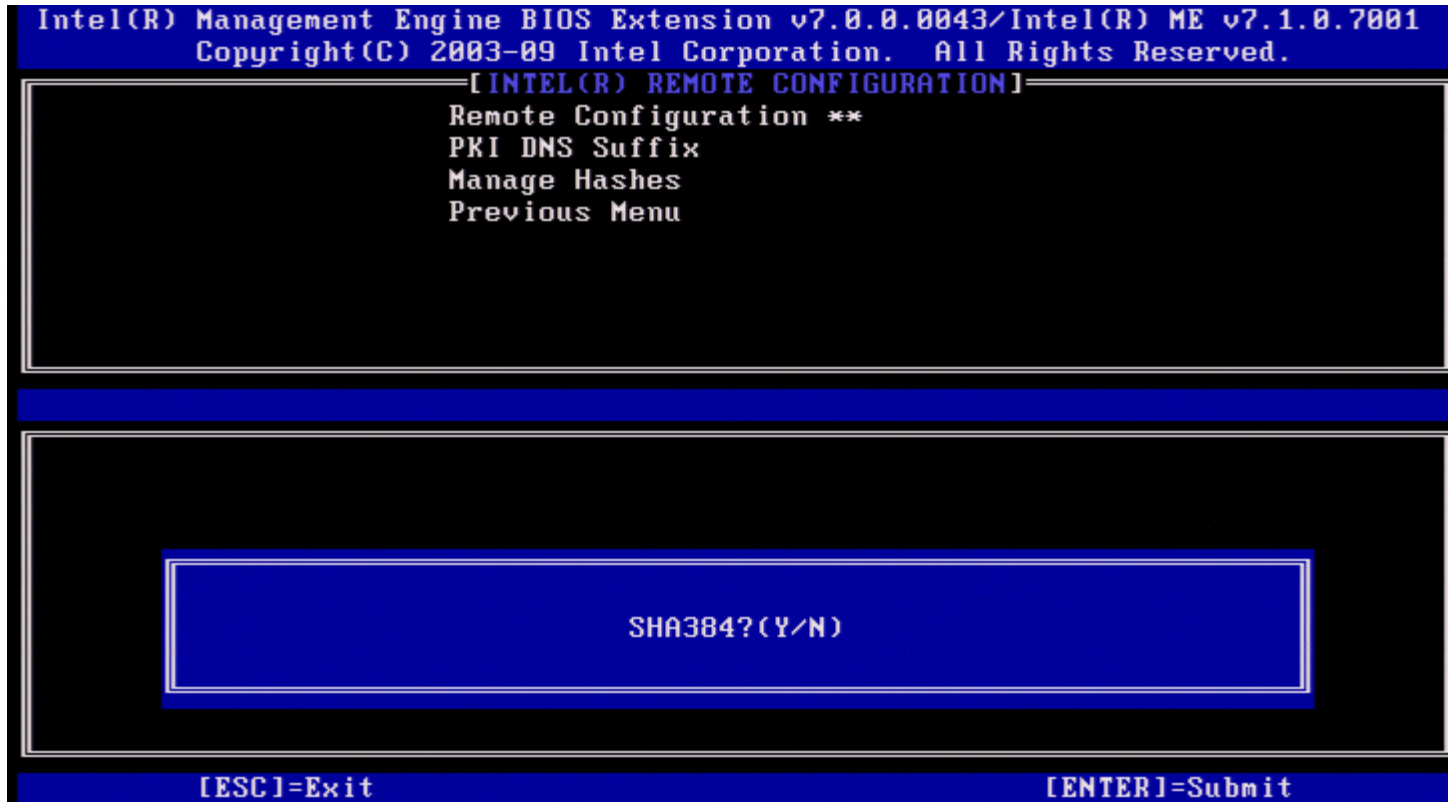 Intel(R) Management Engine BIOS Extension v7.0.0.0043/Intel(R) ME v7.1.0.7001
Copyright(C) 2003-09 Intel Corporation. All Rights Reserved.
[INTEL(R) REMOTE CONFIGURATION]
Remote Configuration **
PKI DNS Suffix
Manage Hashes
Previous Menu
SHA384?(Y/N)
[ESC]=Exit [ENTER]=Submit